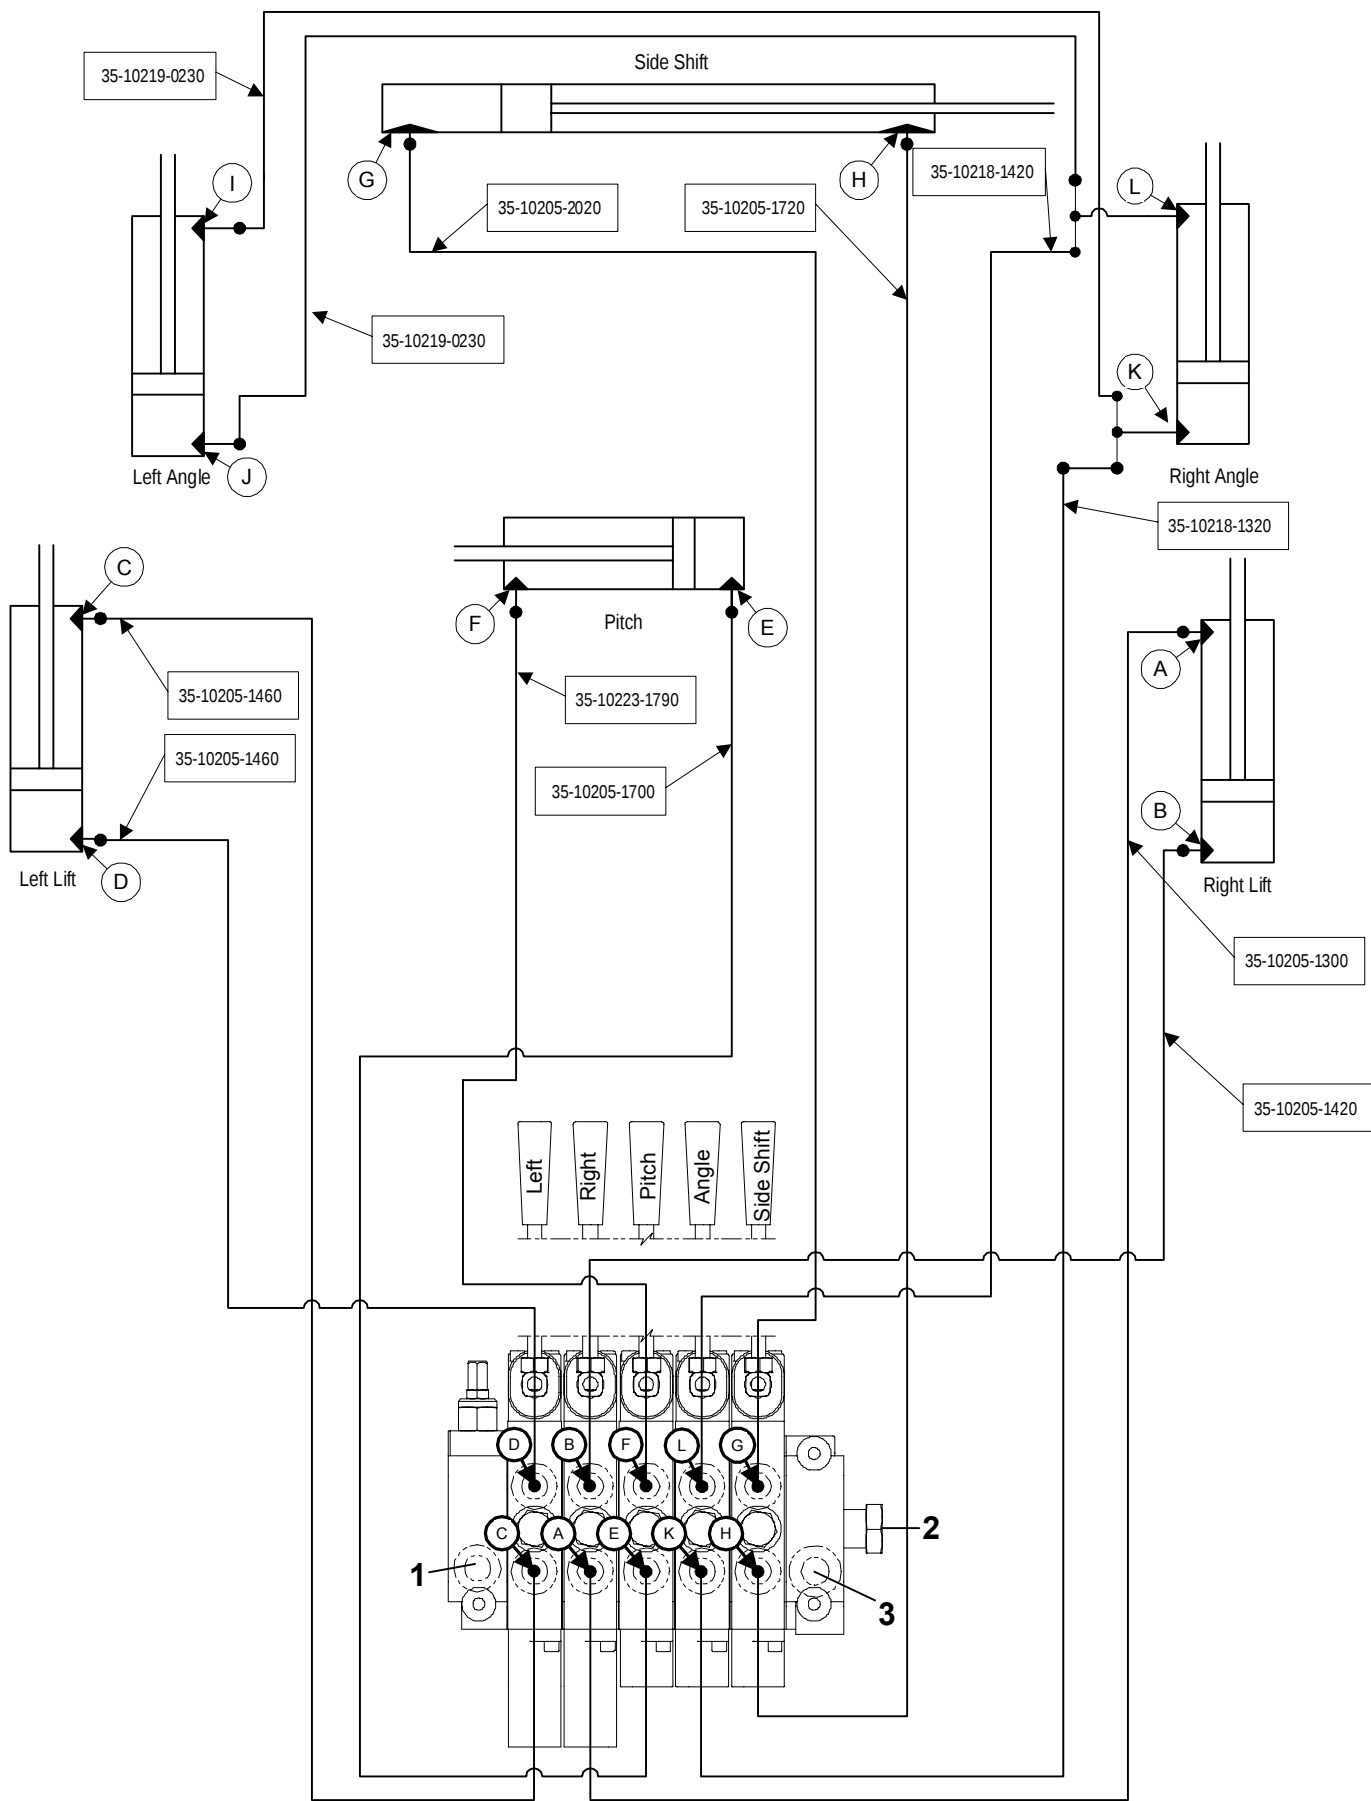 Side Shift
35-10219-0230
G
H
35-10218-1420
I
L
35-10205-2020
35-10205-1720
35-10219-0230
K
Left Angle
J
Right Angle
35-10218-1320
C
F
Pitch
E
A
35-10205-1460
35-10223-1790
35-10205-1460
35-10205-1700
B
Left Lift
D
Right Lift
35-10205-1300
35-10205-1420
Left
Right
Pitch
Angle
Side Shift
D
B
F
L
G
C
A
E
K
H
2
1
3